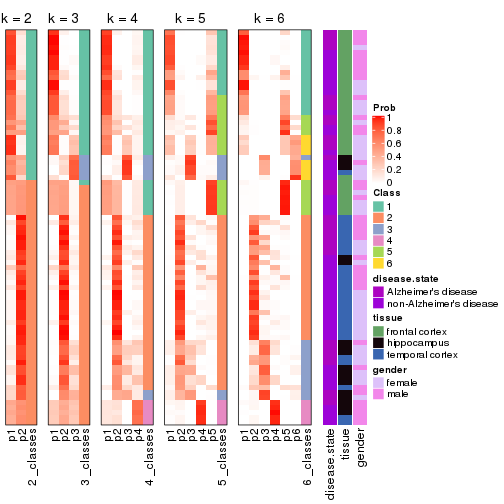 k = 2 k = 3 k = 4 k = 5 k = 6
Prob
1
0.8
0.6
0.4
0.2
0
Class
1
2
3
4
5
6
disease.state
Alzheimer's disease
non-Alzheimer's disease
tissue
frontal cortex
hippocampus
temporal cortex
gender
female
male
p1 p2 2_classes p1 p2 p3 3_classes p1 p2 p3 p4 4_classes p1 p2 p3 p4 p5 5_classes p1 p2 p3 p4 p5 p6 6_classes disease.state tissue gender